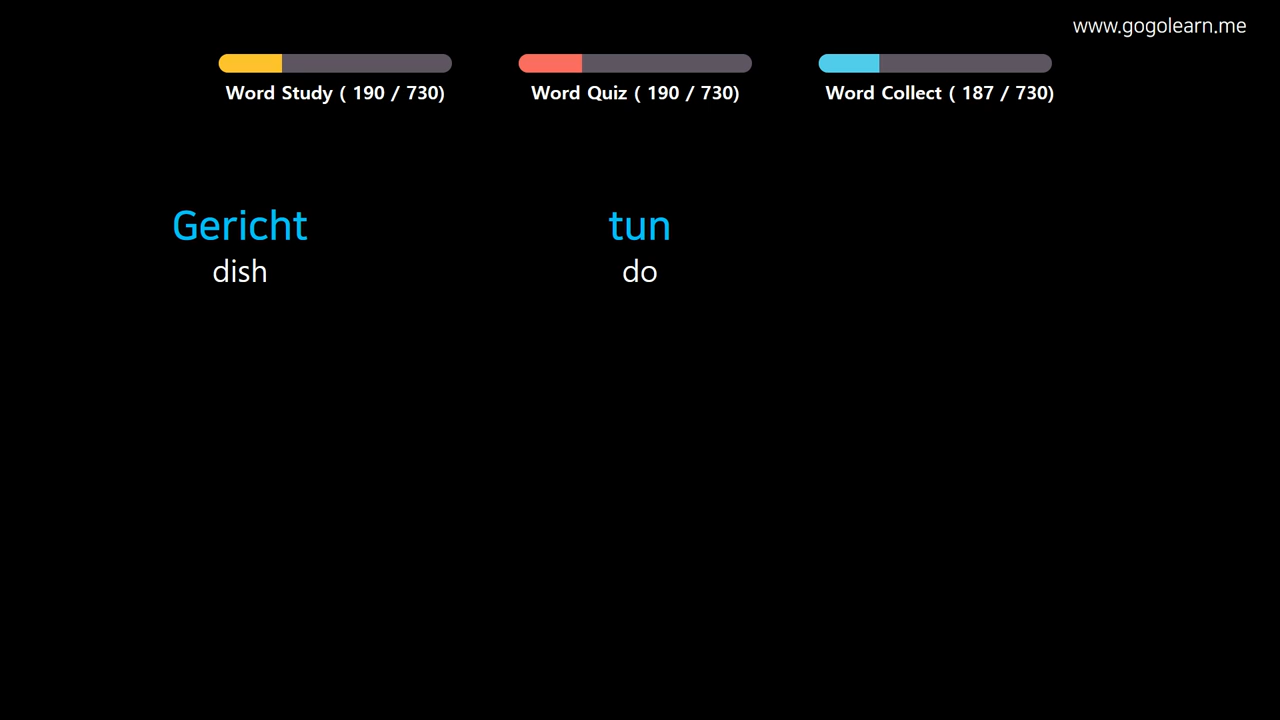 www.gogolearn.me
Word Study ( 190 / 730)
Word Quiz ( 190 / 730)
Word Collect ( 187 / 730)
Gericht
dish
tun
do